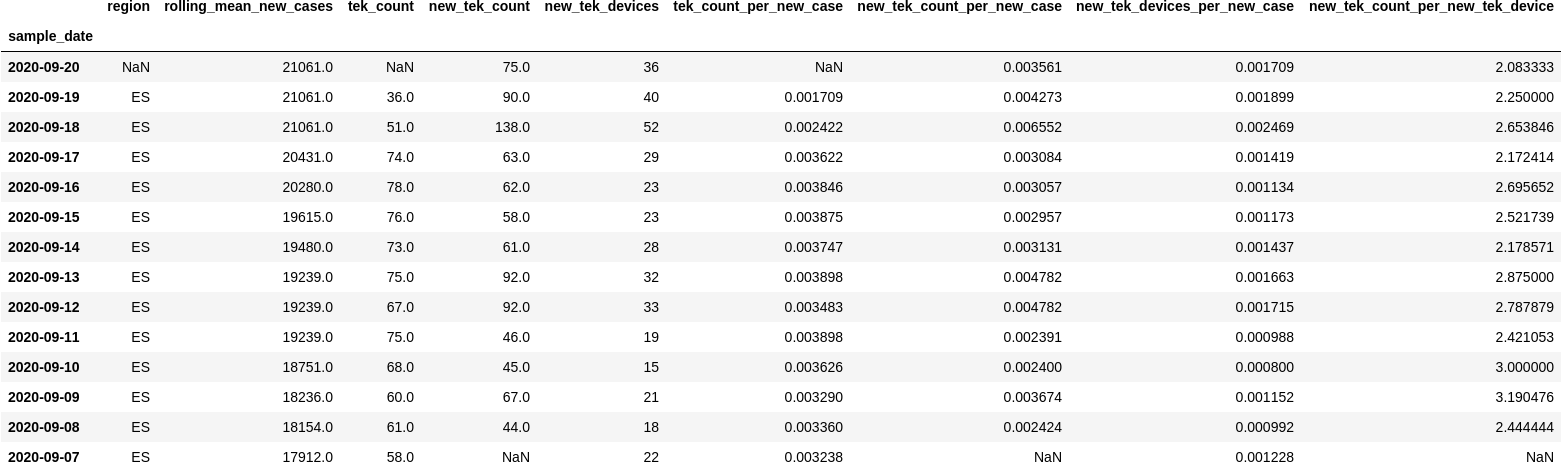 region rolling_mean_new_cases tek_count new_tek_count new_tek_devices tek_count_per_new_case new_tek_count_per_new_case new_tek_devices_per_new_case new_tek_count_per_new_tek_device
sample_date
2020-09-20 NaN 21061.0 NaN 75.0 36 NaN 0.003561 0.001709 2.083333
2020-09-19 ES 21061.0 36.0 90.0 40 0.001709 0.004273 0.001899 2.250000
2020-09-18 ES 21061.0 51.0 138.0 52 0.002422 0.006552 0.002469 2.653846
2020-09-17 ES 20431.0 74.0 63.0 29 0.003622 0.003084 0.001419 2.172414
2020-09-16 ES 20280.0 78.0 62.0 23 0.003846 0.003057 0.001134 2.695652
2020-09-15 ES 19615.0 76.0 58.0 23 0.003875 0.002957 0.001173 2.521739
2020-09-14 ES 19480.0 73.0 61.0 28 0.003747 0.003131 0.001437 2.178571
2020-09-13 ES 19239.0 75.0 92.0 32 0.003898 0.004782 0.001663 2.875000
2020-09-12 ES 19239.0 67.0 92.0 33 0.003483 0.004782 0.001715 2.787879
2020-09-11 ES 19239.0 75.0 46.0 19 0.003898 0.002391 0.000988 2.421053
2020-09-10 ES 18751.0 68.0 45.0 15 0.003626 0.002400 0.000800 3.000000
2020-09-09 ES 18236.0 60.0 67.0 21 0.003290 0.003674 0.001152 3.190476
2020-09-08 ES 18154.0 61.0 44.0 18 0.003360 0.002424 0.000992 2.444444
2020-09-07 ES 17912.0 58.0 NaN 22 0.003238 NaN 0.001228 NaN